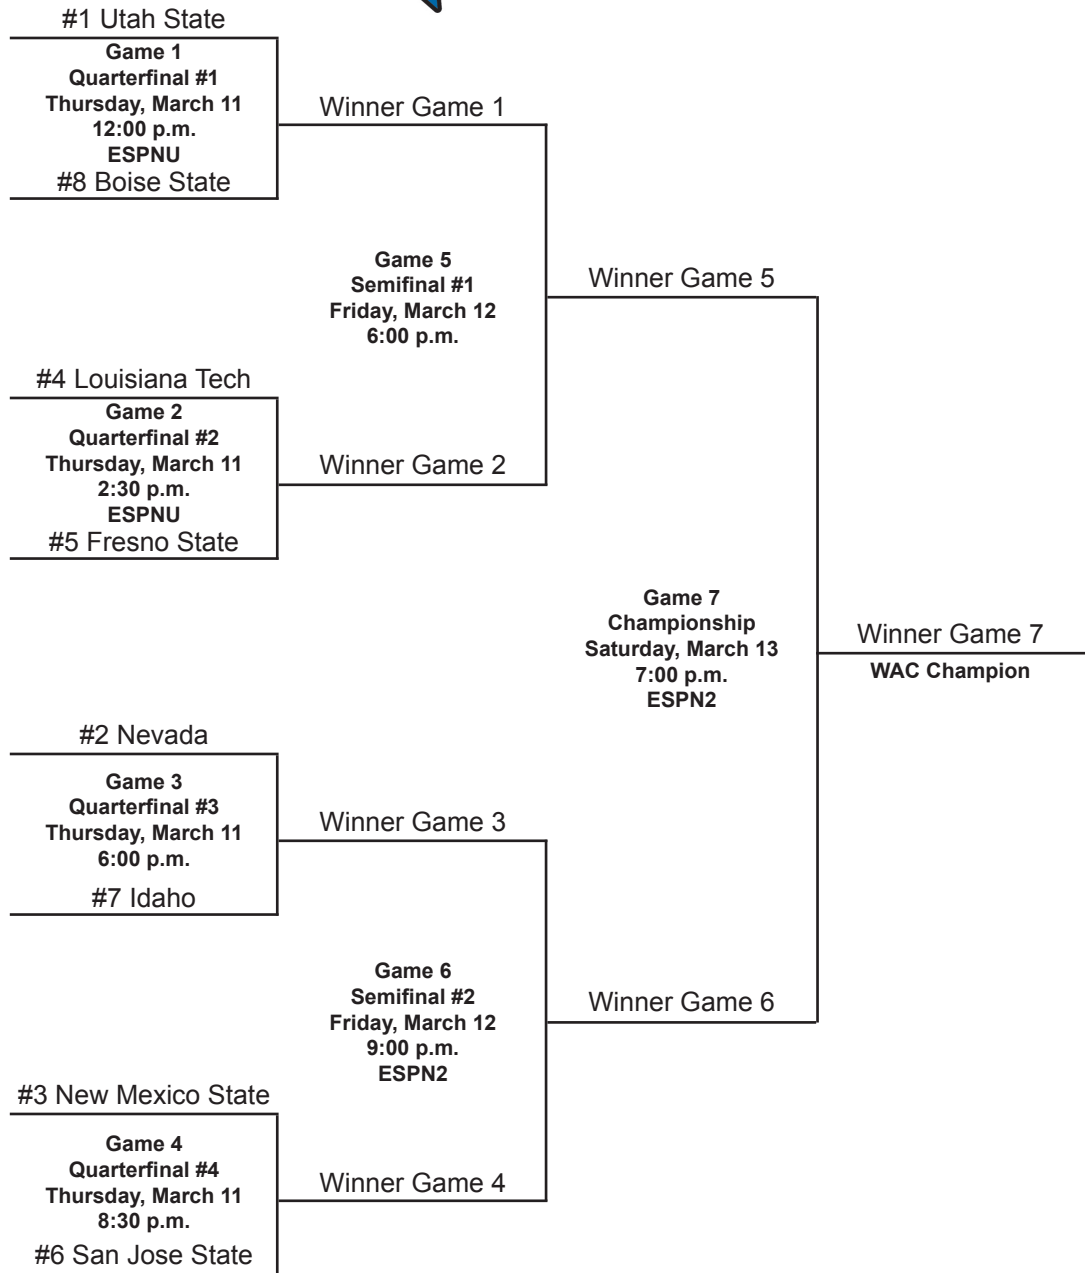 #1 Utah State
Game 1
Quarterfinal #1
Thursday, March 11
12:00 p.m.
ESPNU
#8 Boise State
Winner Game 1
Game 5
Semifinal #1
Friday, March 12
6:00 p.m.
Winner Game 5
#4 Louisiana Tech
Game 2
Quarterfinal #2
Thursday, March 11
2:30 p.m.
ESPNU
#5 Fresno State
Winner Game 2
Game 7
Championship
Saturday, March 13
7:00 p.m.
ESPN2
Winner Game 7
WAC Champion
#2 Nevada
Game 3
Quarterfinal #3
Thursday, March 11
6:00 p.m.
#7 Idaho
Winner Game 3
Game 6
Semifinal #2
Friday, March 12
9:00 p.m.
ESPN2
Winner Game 6
#3 New Mexico State
Game 4
Quarterfinal #4
Thursday, March 11
8:30 p.m.
#6 San Jose State
Winner Game 4